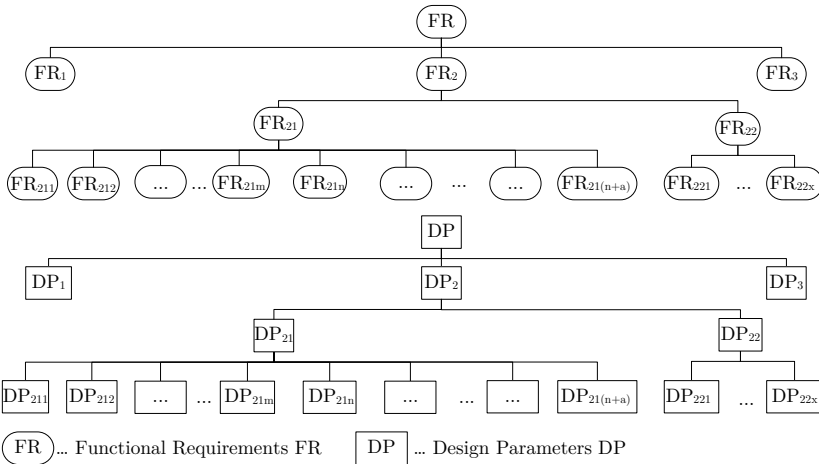 FR
FR₁ FR₂ FR₃
FR₂₁ FR₂₂
FR₂₁₁ FR₂₁₂ ... ... FR₂₁ₘ FR₂₁ₙ ... ... ... FR₂₁₍ₙ₊ₐ₎ FR₂₂₁ ... FR₂₂ₓ
DP
DP₁ DP₂ DP₃
DP₂₁ DP₂₂
DP₂₁₁ DP₂₁₂ ... ... DP₂₁ₘ DP₂₁ₙ ... ... ... DP₂₁₍ₙ₊ₐ₎ DP₂₂₁ ... DP₂₂ₓ
FR ... Functional Requirements FR DP ... Design Parameters DP